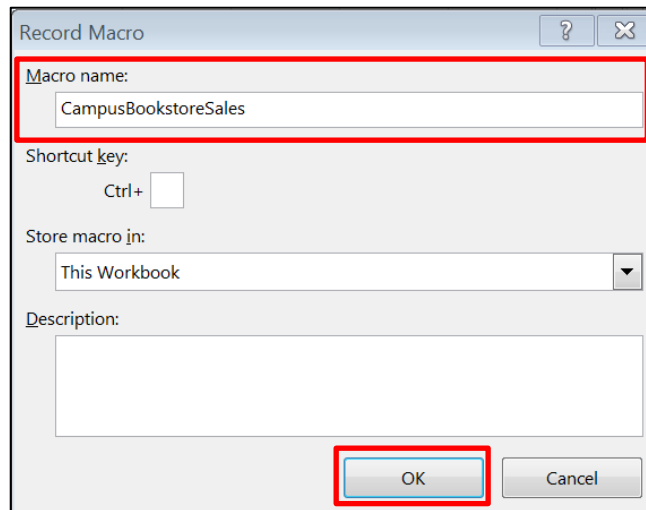 Record Macro
Macro name:
CampusBookstoreSales
Shortcut key:
Ctrl+
Store macro in:
This Workbook
Description:
OK Cancel